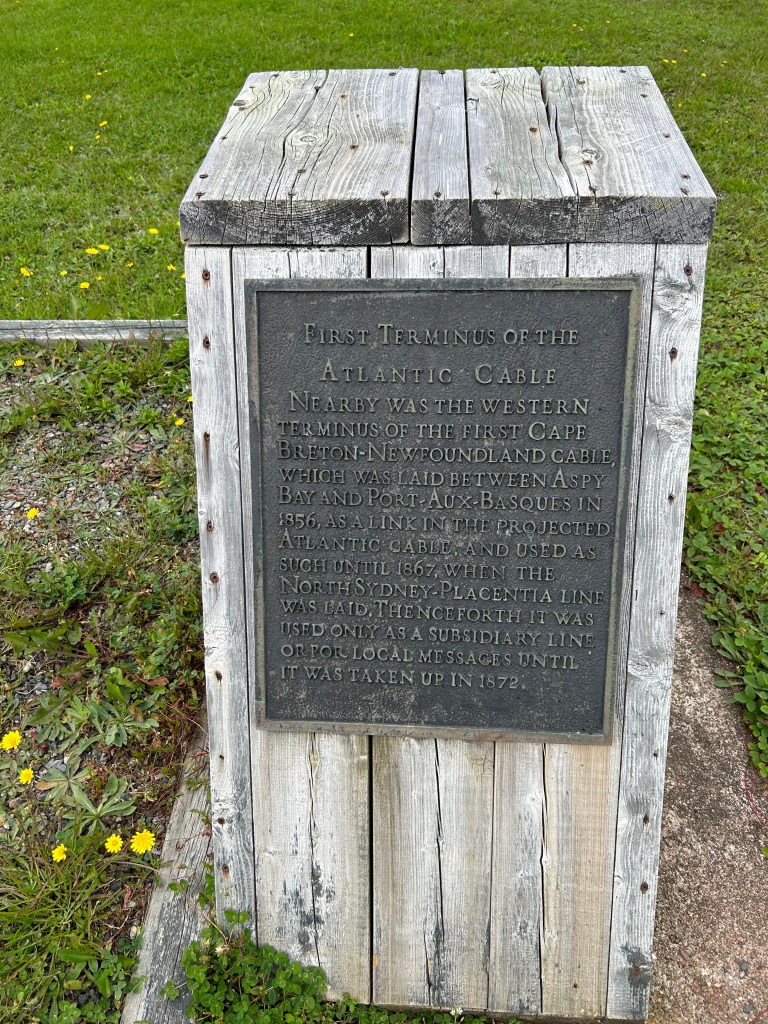 FIRST TERMINUS OF THE
ATLANTIC CABLE
NEARBY WAS THE WESTERN
TERMINUS OF THE FIRST CAPE
BRETON-NEWFOUNDLAND CABLE,
WHICH WAS LAID BETWEEN ASPY
BAY AND PORT-AUX-BASQUES IN
1856, AS A LINK IN THE PROJECTED
ATLANTIC CABLE, AND USED AS
SUCH UNTIL 1867, WHEN THE
NORTH SYDNEY-PLACENTIA LINE
WAS LAID. THENCEFORTH IT WAS
USED ONLY AS A SUBSIDIARY LINE
OR FOR LOCAL MESSAGES UNTIL
IT WAS TAKEN UP IN 1872.